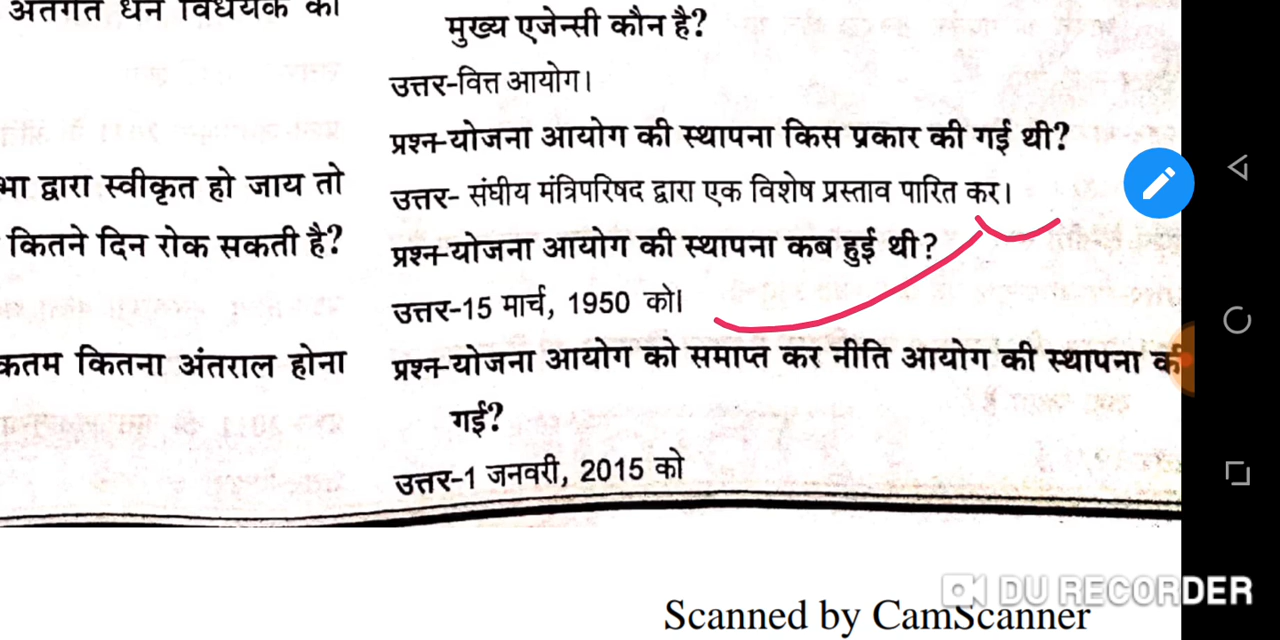 अंतर्गत धन विधेयक को
भा द्वारा स्वीकृत हो जाय तो
कितने दिन रोक सकती है?
कतम कितना अंतराल होना
मुख्य एजेन्सी कौन है?
उत्तर-वित्त आयोग।
प्रश्न-योजना आयोग की स्थापना किस प्रकार की गई थी?
उत्तर- संघीय मंत्रिपरिषद द्वारा एक विशेष प्रस्ताव पारित कर।
प्रश्न-योजना आयोग की स्थापना कब हुई थी?
उत्तर-15 मार्च, 1950 को।
प्रश्न-योजना आयोग को समाप्त कर नीति आयोग की स्थापना की
गई?
उत्तर-1 जनवरी, 2015 को
DU RECORDER
Scanned by CamScanner